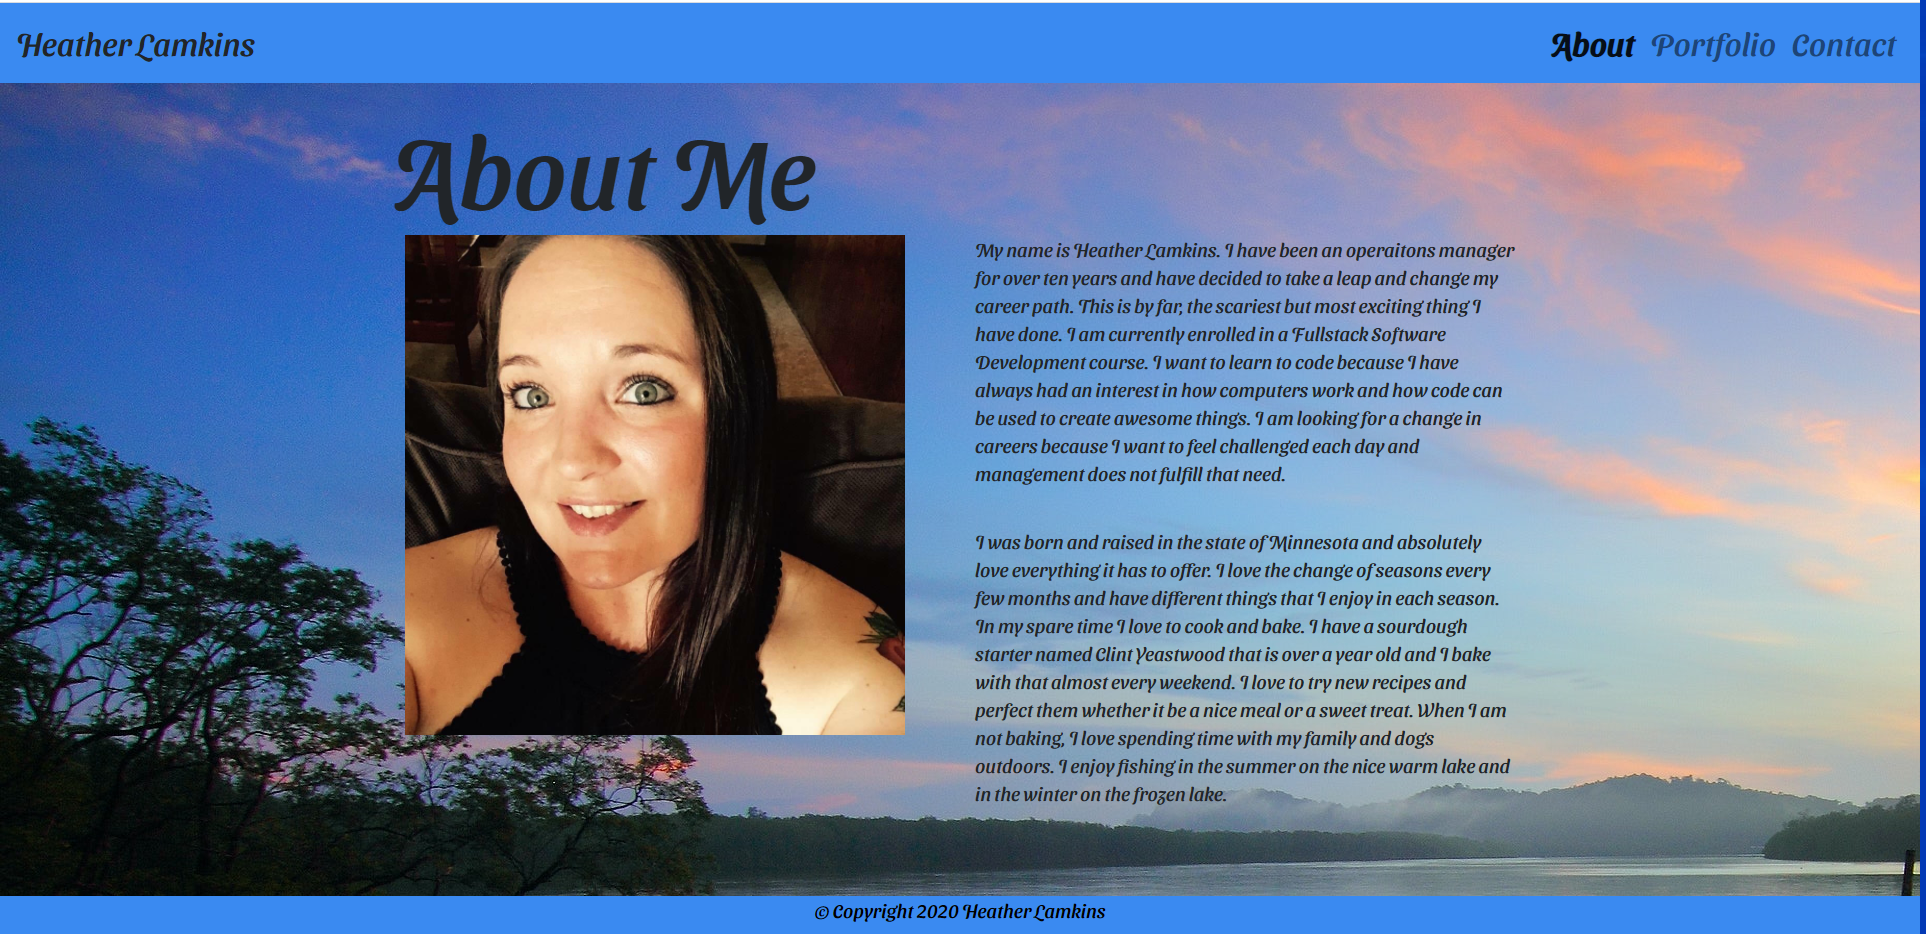 Heather Lamkins
About Portfolio Contact
About Me
My name is Heather Lamkins. I have been an operaitons manager
for over ten years and have decided to take a leap and change my
career path. This is by far, the scariest but most exciting thing I
have done. I am currently enrolled in a Fullstack Software
Development course. I want to learn to code because I have
always had an interest in how computers work and how code can
be used to create awesome things. I am looking for a change in
careers because I want to feel challenged each day and
management does not fulfill that need.
I was born and raised in the state of Minnesota and absolutely
love everything it has to offer. I love the change of seasons every
few months and have different things that I enjoy in each season.
In my spare time I love to cook and bake. I have a sourdough
starter named Clint Yeastwood that is over a year old and I bake
with that almost every weekend. I love to try new recipes and
perfect them whether it be a nice meal or a sweet treat. When I am
not baking, I love spending time with my family and dogs
outdoors. I enjoy fishing in the summer on the nice warm lake and
in the winter on the frozen lake.
© Copyright 2020 Heather Lamkins